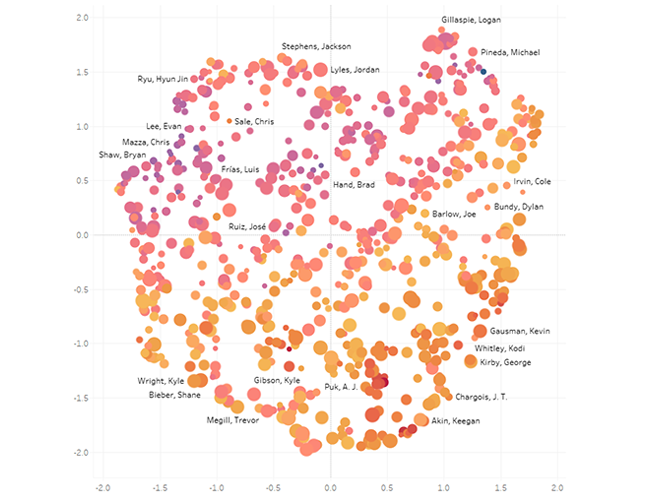 Gillaspie, Logan
2.0
Stephens, Jackson
Pineda, Michael
1.5
Ryu, Hyun Jin
Lyles, Jordan
Lee, Evan
Sale, Chris
1.0
Mazza, Chris
Shaw, Bryan
Frías, Luis
0.5
Hand, Brad
Irvin, Cole
Barlow, Joe
Bundy, Dylan
Ruiz, José
0.0
-0.5
Gausman, Kevin
-1.0
Whitley, Kodi
Kirby, George
Wright, Kyle
Gibson, Kyle
Puk, A. J.
Bieber, Shane
-1.5
Chargois, J. T.
Megill, Trevor
Akin, Keegan
-2.0
-2.0 -1.5 -1.0 -0.5 0.0 0.5 1.0 1.5 2.0